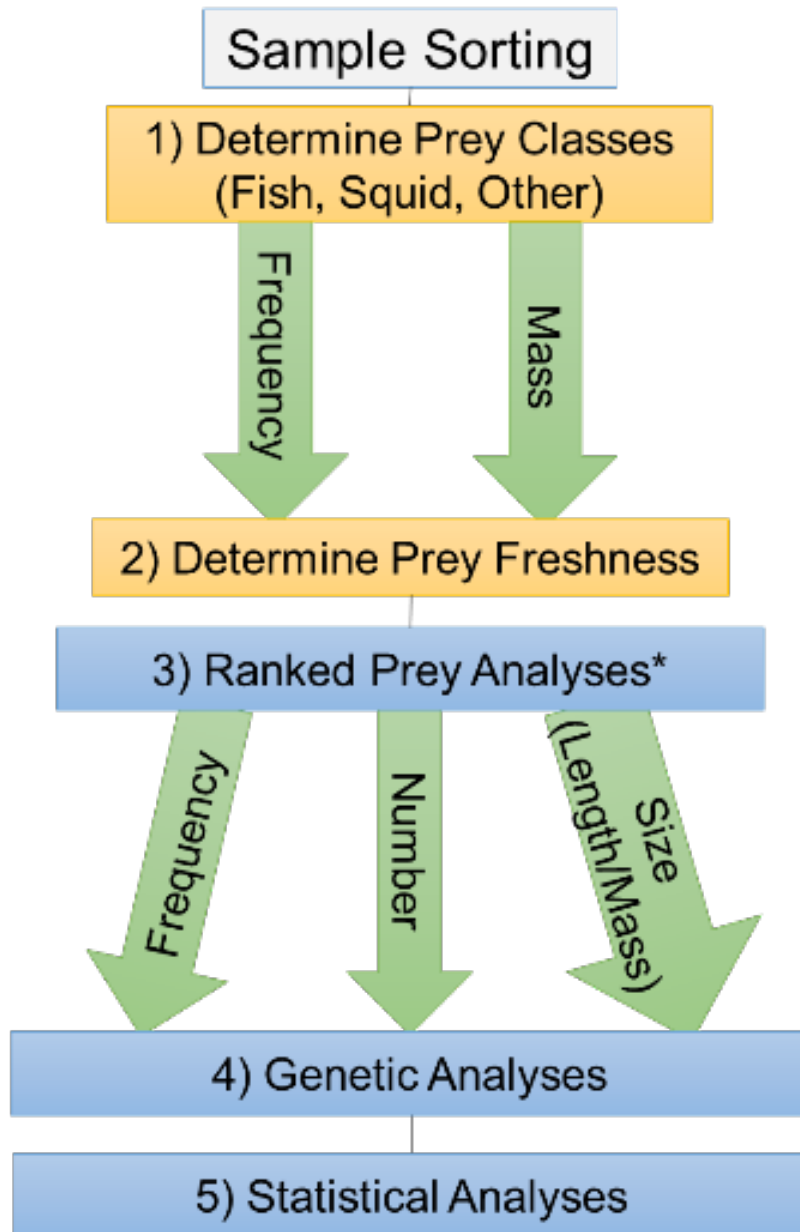 Sample Sorting
1) Determine Prey Classes
(Fish, Squid, Other)
Frequency
Mass
2) Determine Prey Freshness
3) Ranked Prey Analyses*
Frequency
Number
Size
(Length/Mass)
4) Genetic Analyses
5) Statistical Analyses